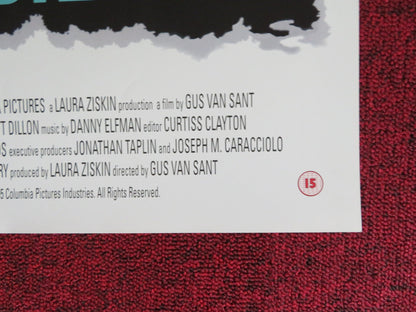 PICTURES a LAURA ZISKIN production a film by GUS VAN SANT
T DILLON music by DANNY ELFMAN editor CURTISS CLAYTON
OS executive producers JONATHAN TAPLIN and JOSEPH M. CARACCIOLO
RY produced by LAURA ZISKIN directed by GUS VAN SANT
5 Columbia Pictures Industries. All Rights Reserved.
15